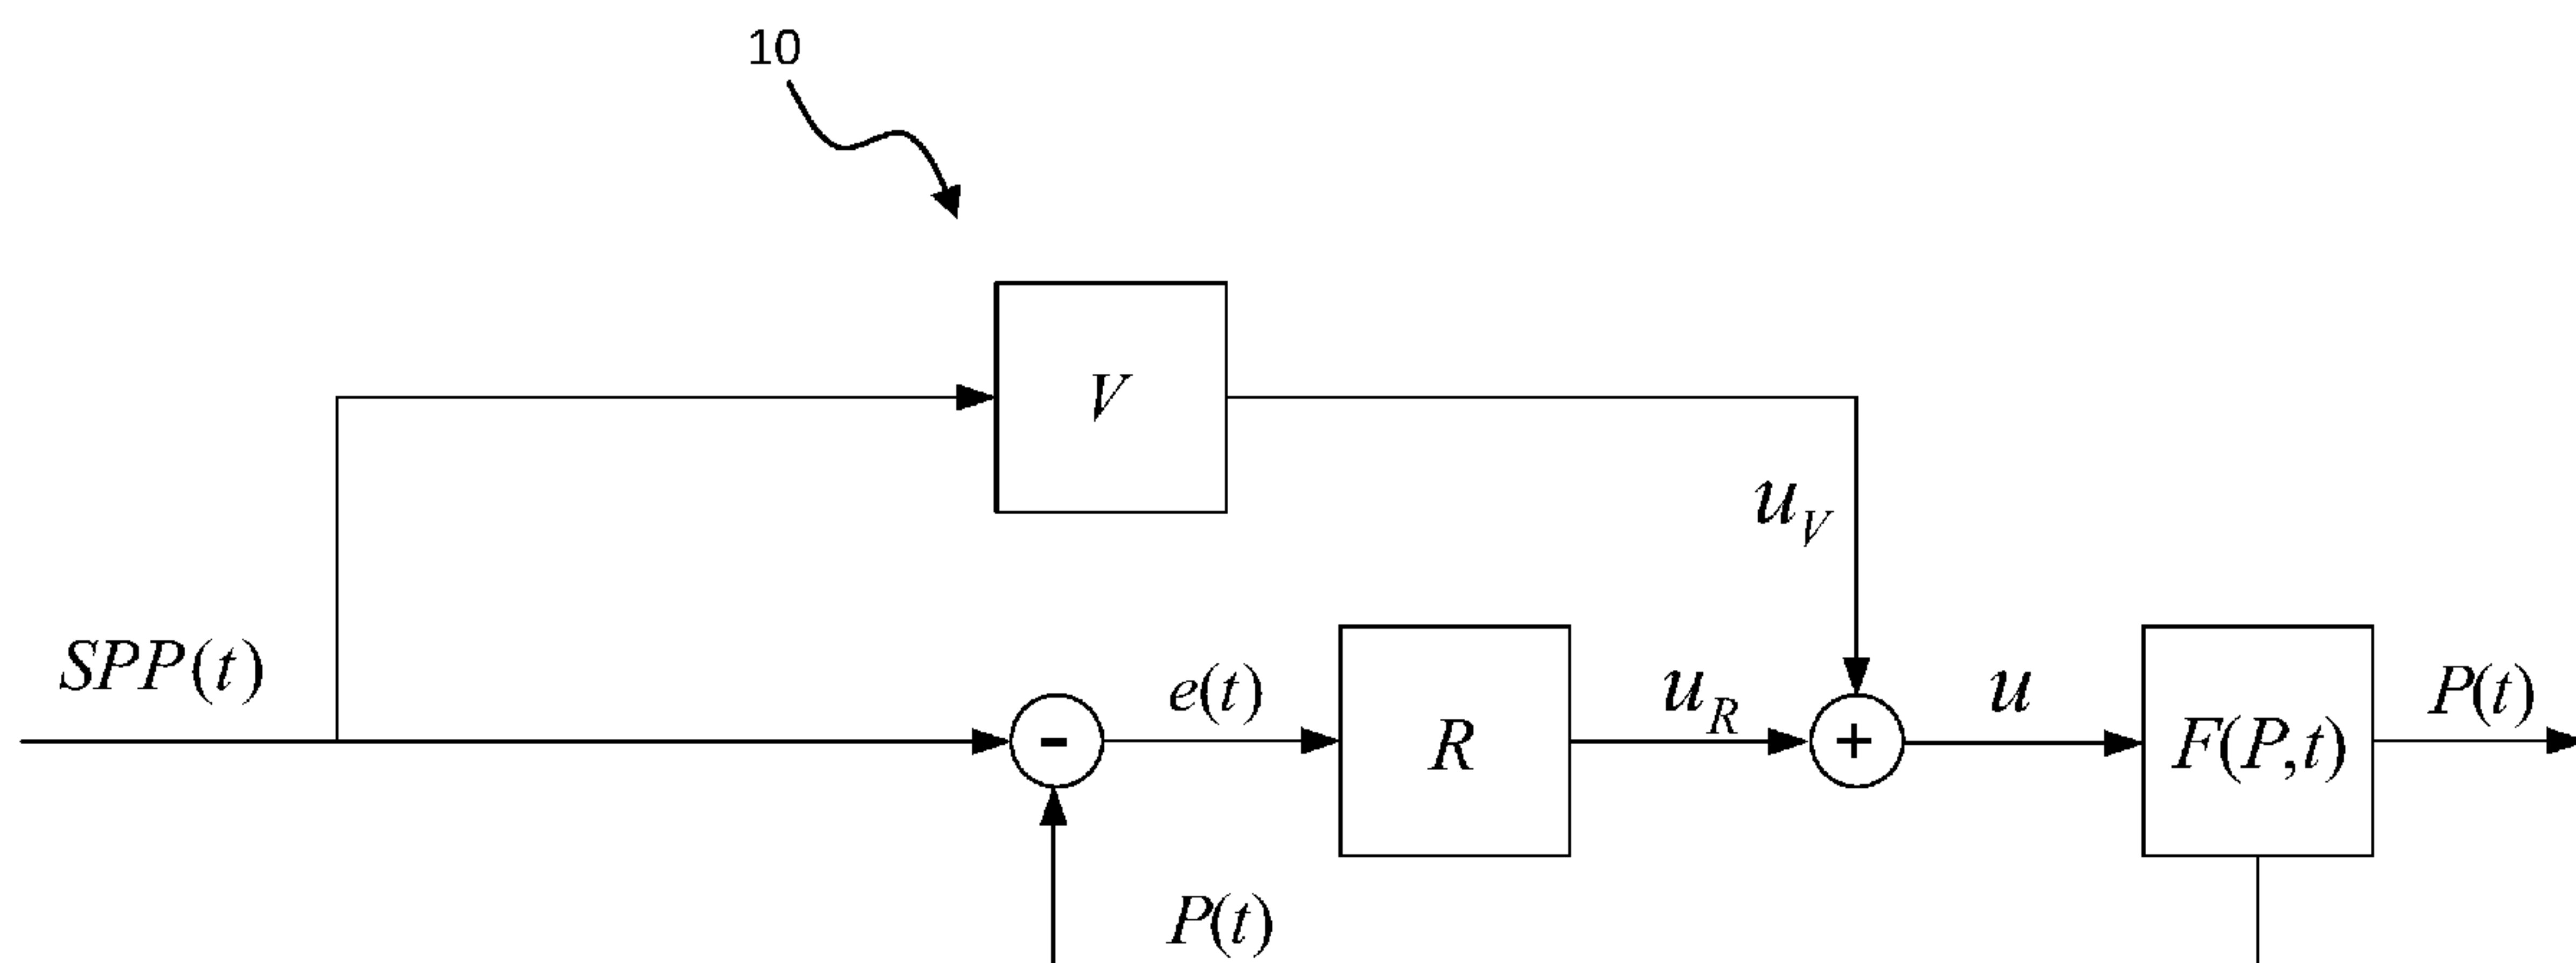 10
V
u_V
SPP(t)
-
e(t)
R
u_R
+
u
F(P,t)
P(t)
P(t)